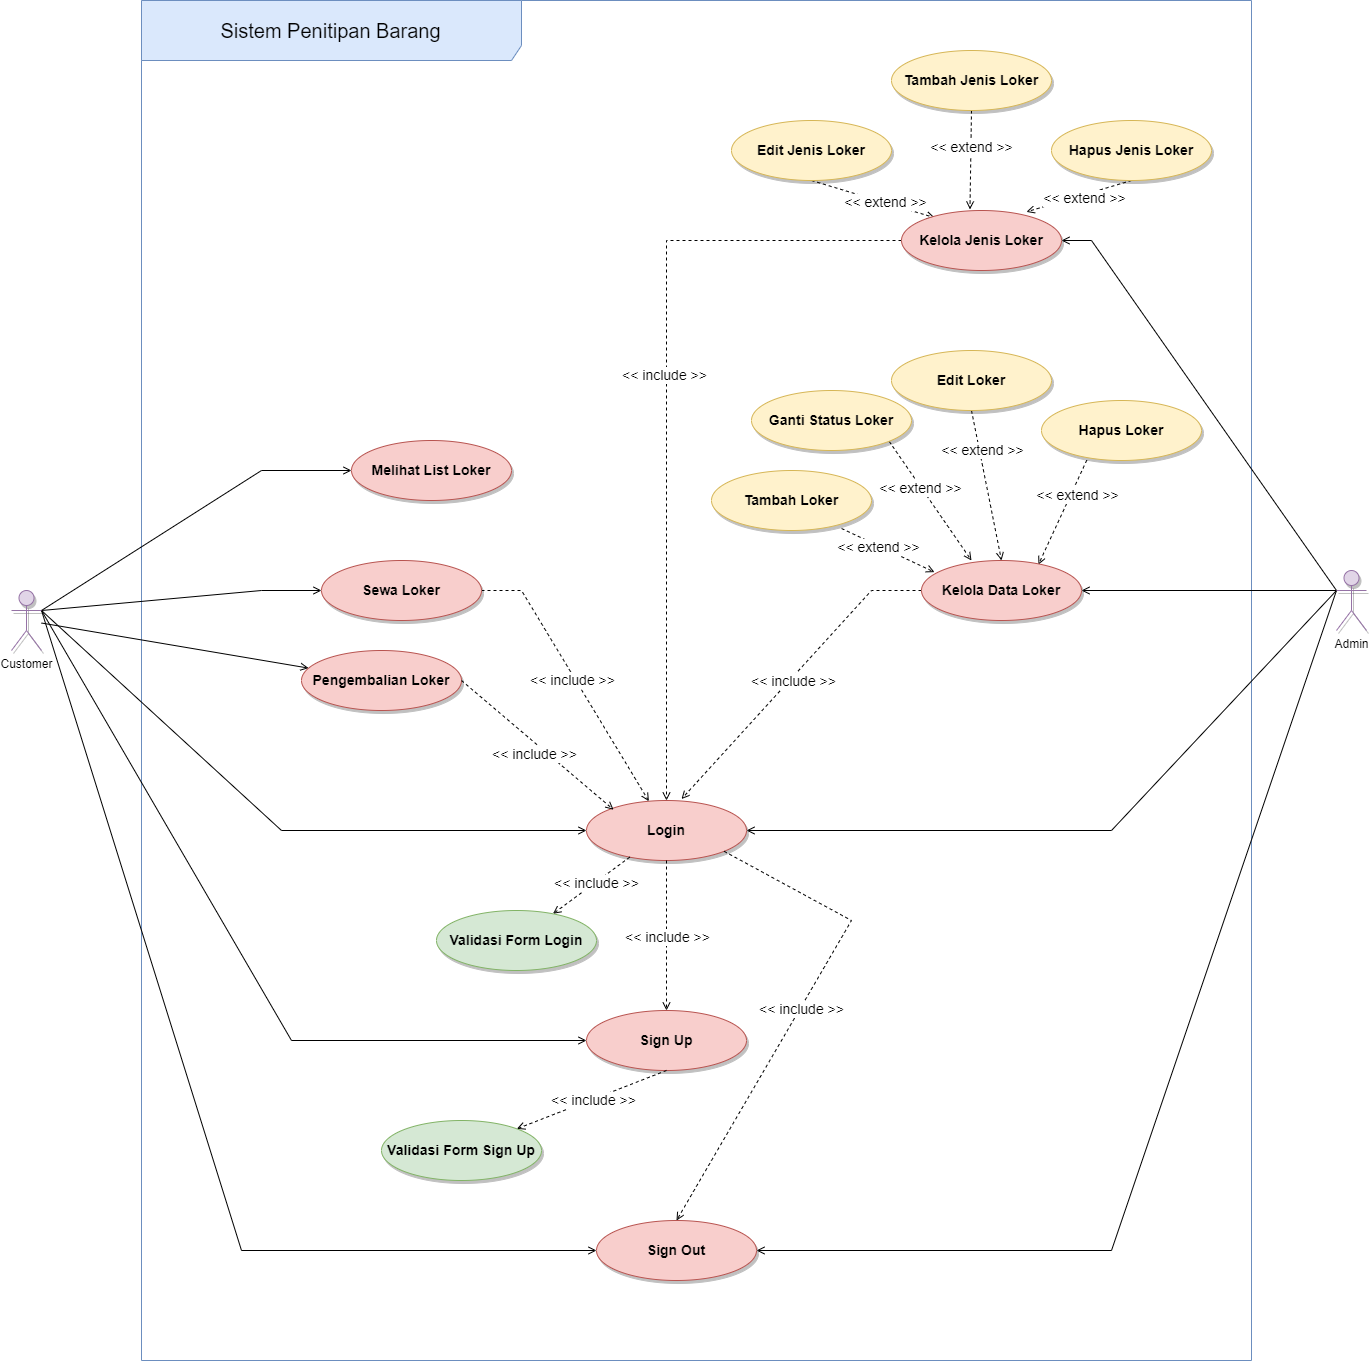 Sistem Penitipan Barang
Tambah Jenis Loker
Edit Jenis Loker
<< extend >>
Hapus Jenis Loker
<< extend >>
<< extend >>
Kelola Jenis Loker
<< include >>
Edit Loker
Ganti Status Loker
Hapus Loker
<< extend >>
Melihat List Loker
<< extend >>
<< extend >>
Tambah Loker
<< extend >>
Sewa Loker
Kelola Data Loker
Customer
Admin
Pengembalian Loker
<< include >>
<< include >>
<< include >>
Login
<< include >>
<< include >>
Validasi Form Login
<< include >>
Sign Up
<< include >>
Validasi Form Sign Up
Sign Out